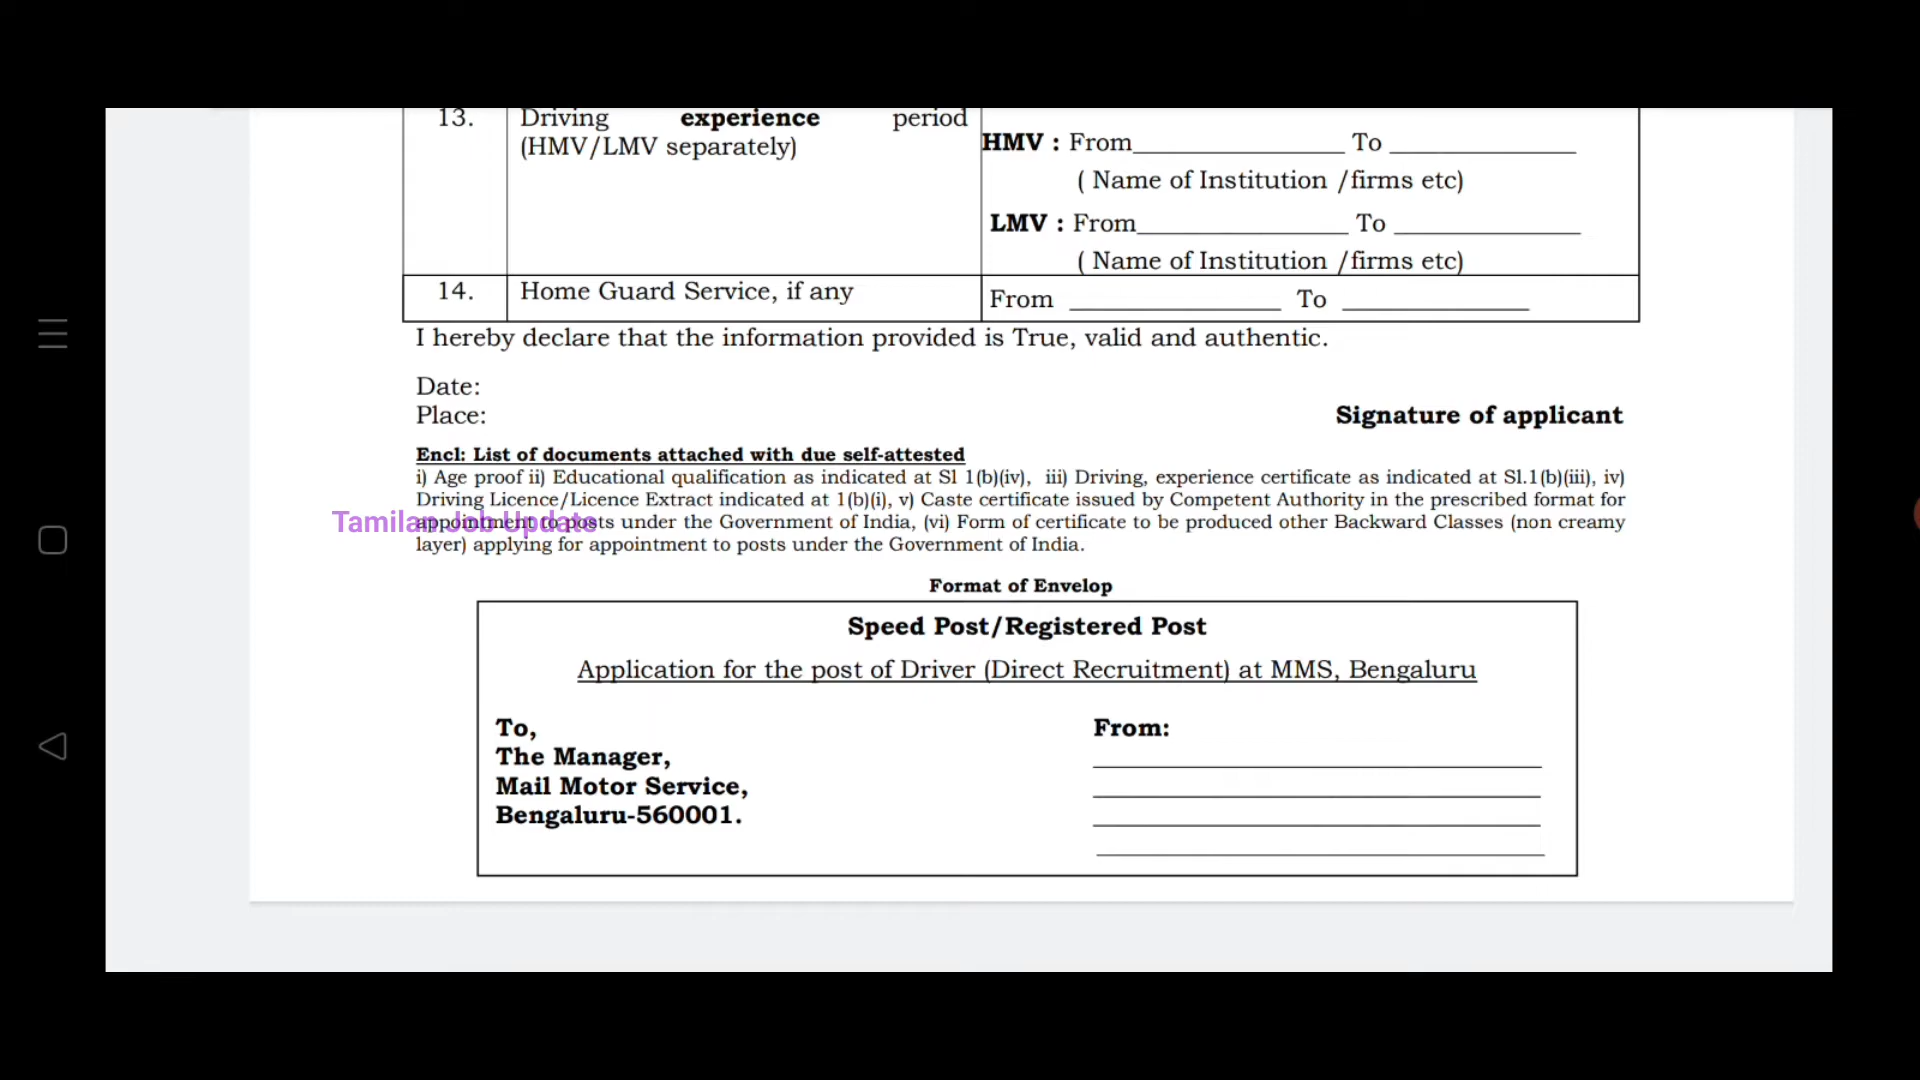 13. Driving experience period
(HMV/LMV separately)
HMV : From_________________ To _______________
( Name of Institution /firms etc)
LMV : From_________________ To _______________
( Name of Institution /firms etc)
14. Home Guard Service, if any
From _________________ To _______________
I hereby declare that the information provided is True, valid and authentic.
Date:
Place:
Signature of applicant
Encl: List of documents attached with due self-attested
i) Age proof ii) Educational qualification as indicated at Sl 1(b)(iv), iii) Driving, experience certificate as indicated at Sl.1(b)(iii), iv)
Driving Licence/Licence Extract indicated at 1(b)(i), v) Caste certificate issued by Competent Authority in the prescribed format for
appointment to posts under the Government of India, (vi) Form of certificate to be produced other Backward Classes (non creamy
layer) applying for appointment to posts under the Government of India.
Tamilan Job Update
Format of Envelop
Speed Post/Registered Post
Application for the post of Driver (Direct Recruitment) at MMS, Bengaluru
To,
The Manager,
Mail Motor Service,
Bengaluru-560001.
From: